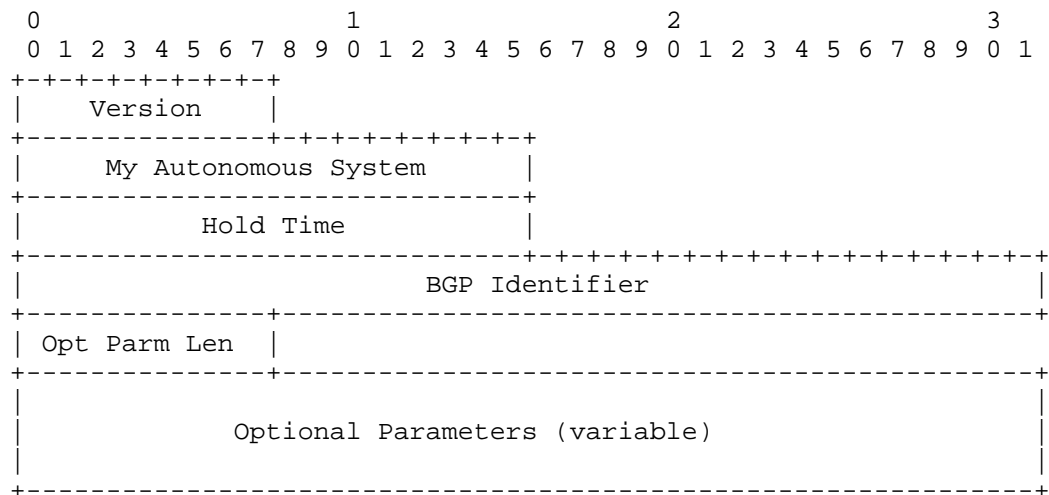 0                   1                   2                   3
0 1 2 3 4 5 6 7 8 9 0 1 2 3 4 5 6 7 8 9 0 1 2 3 4 5 6 7 8 9 0 1
+-+-+-+-+-+-+-+-+
|    Version    |
+---------------+-+-+-+-+-+-+-+-+
|     My Autonomous System      |
+-------------------------------+
|           Hold Time           |
+-------------------------------+-+-+-+-+-+-+-+-+-+-+-+-+-+-+-+-+
|                         BGP Identifier                        |
+---------------+-----------------------------------------------+
| Opt Parm Len  |
+---------------+-----------------------------------------------+
|                                                               |
|             Optional Parameters (variable)                    |
|                                                               |
+---------------------------------------------------------------+